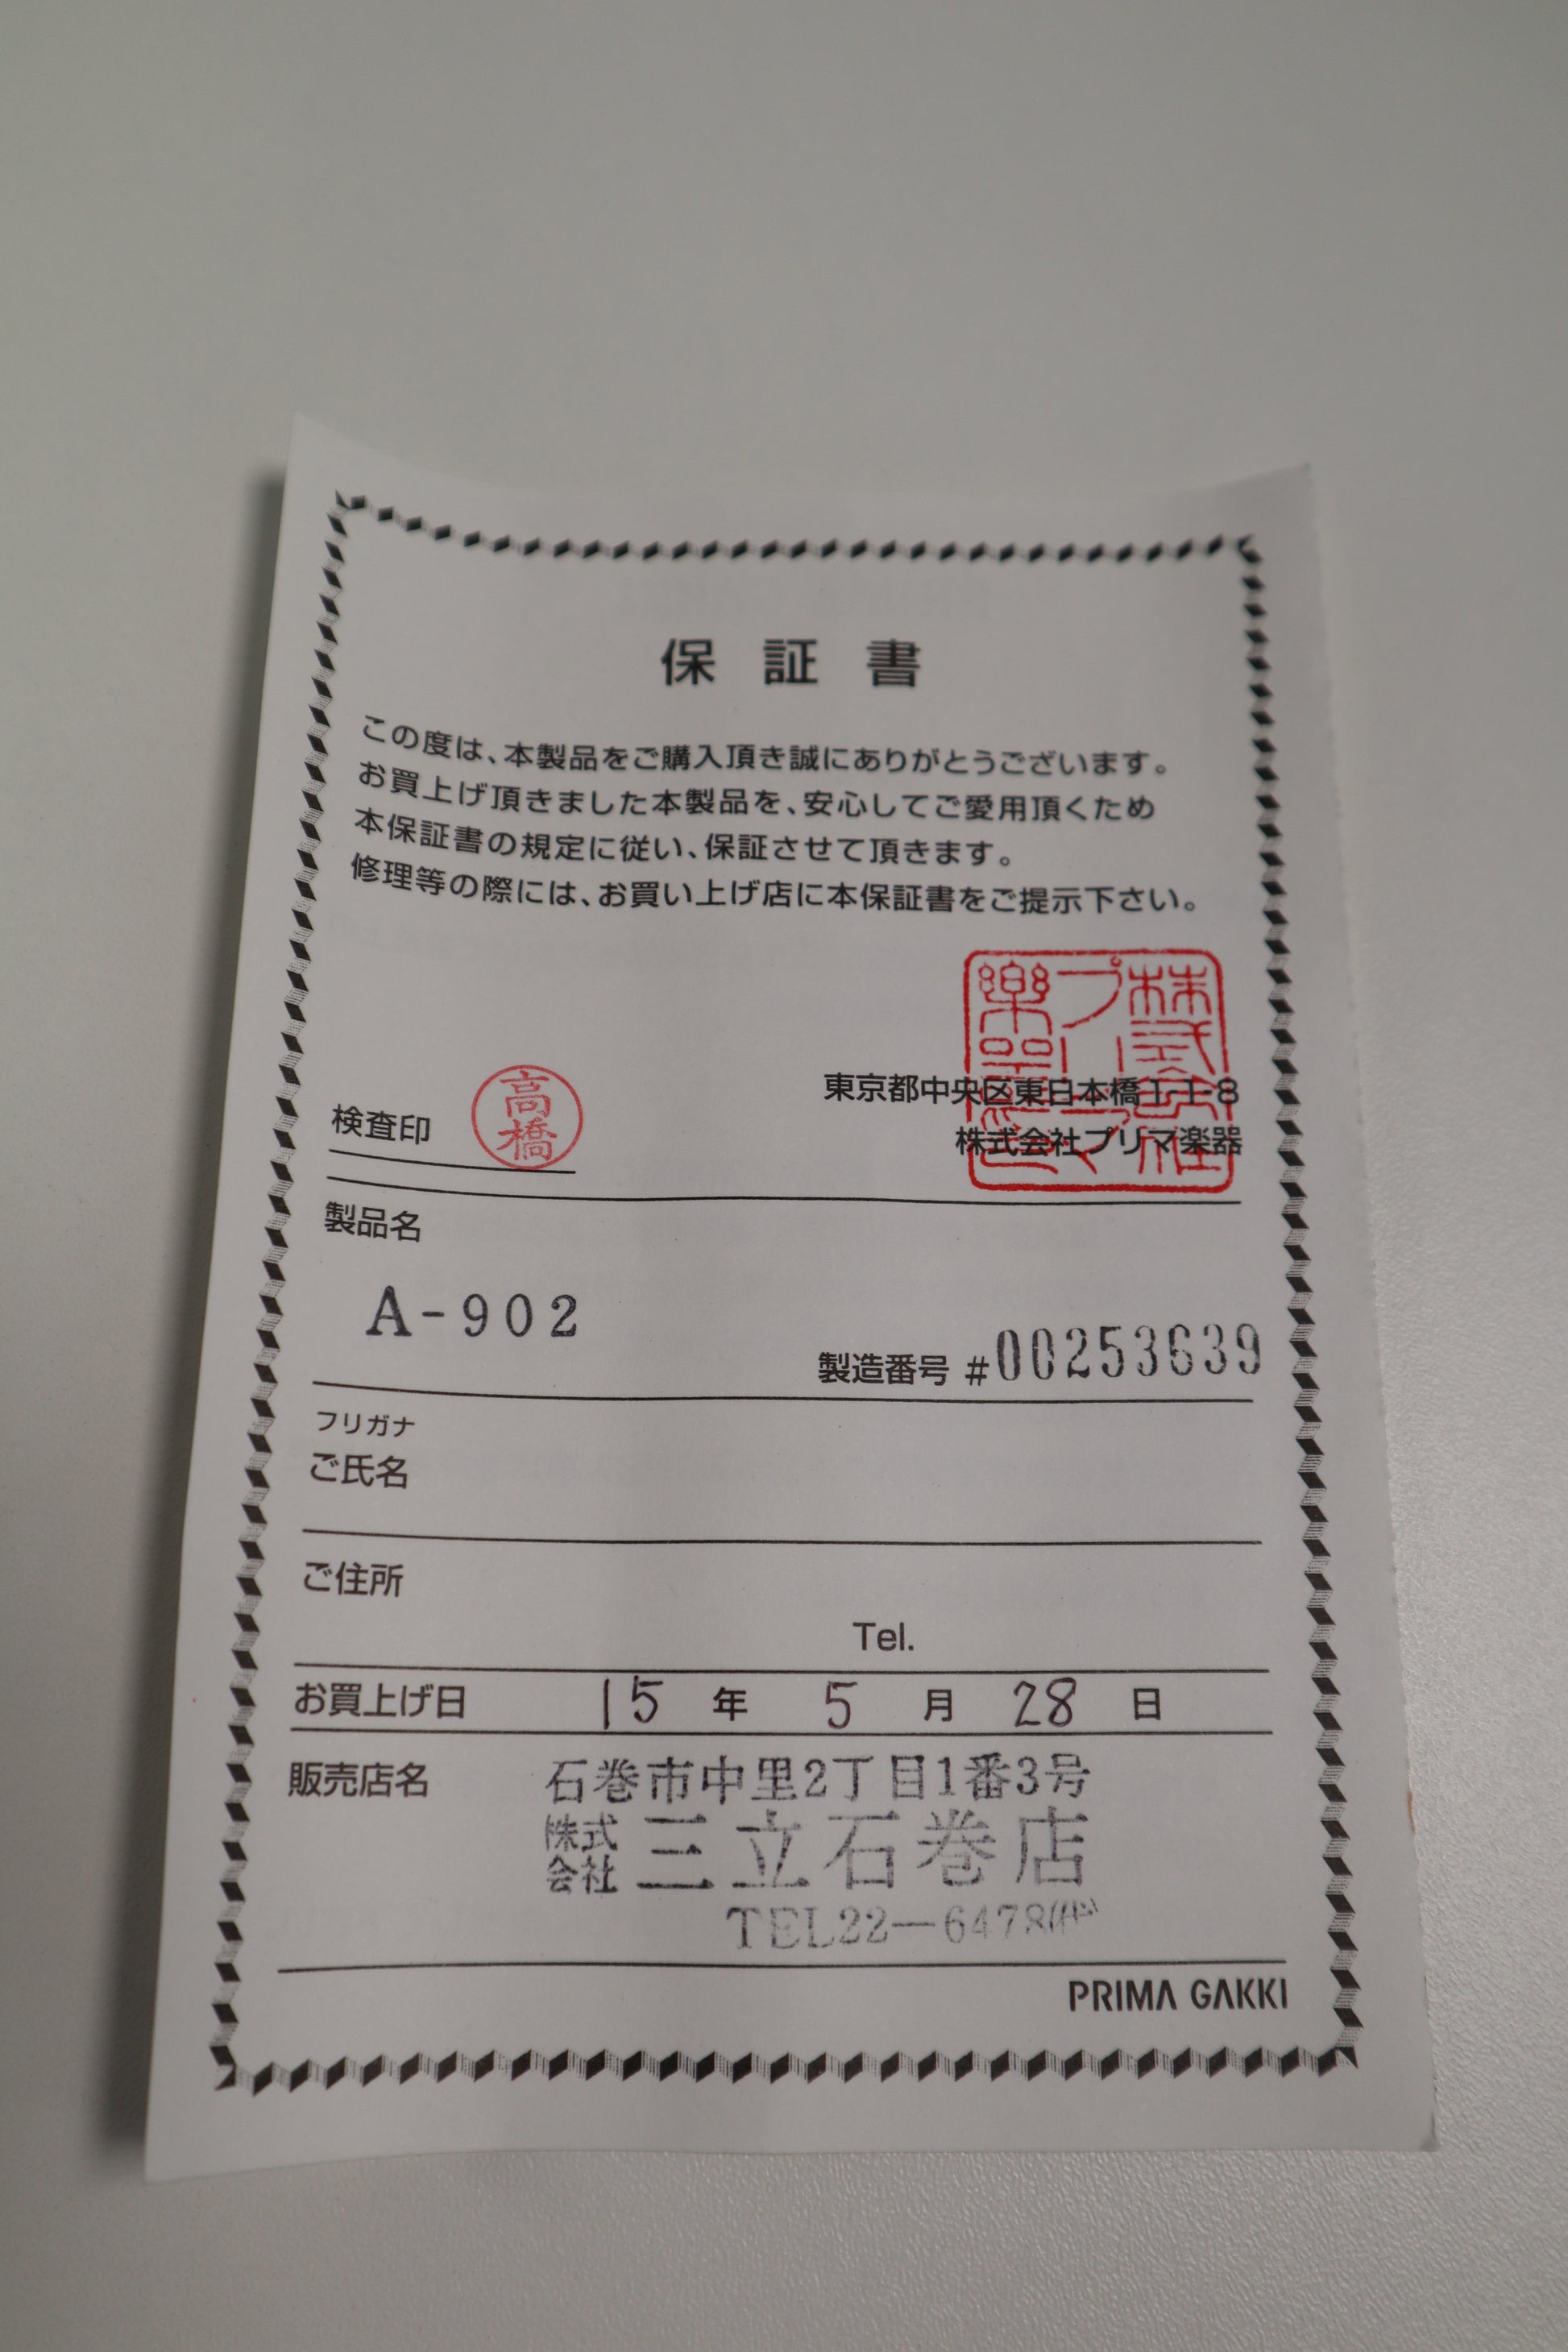 保証書
この度は、本製品をご購入頂き誠にありがとうございます。
お買上げ頂きました本製品を、安心してご愛用頂くため
本保証書の規定に従い、保証させて頂きます。
修理等の際には、お買い上げ店に本保証書をご提示下さい。
検査印
高橋
東京都中央区東日本橋1-1-8
株式会社プリマ楽器
製品名
A-902
製造番号 #00253639
フリガナ
ご氏名
ご住所
Tel.
お買上げ日 15 年 5 月 28 日
販売店名
石巻市中里2丁目1番3号
株式会社 三立石巻店
TEL22-6478㈹
PRIMA GAKKI